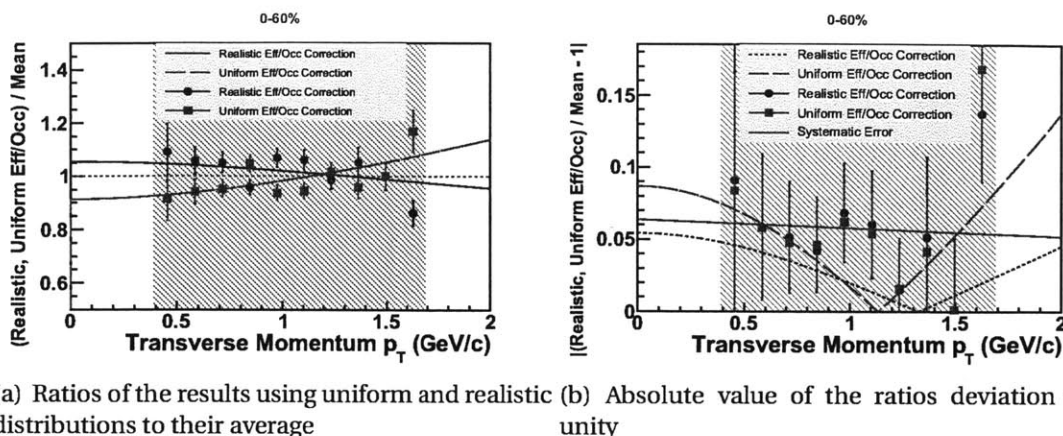 0-60%
(Realistic, Uniform Eff/Occ) / Mean
Realistic Eff/Occ Correction
Uniform Eff/Occ Correction
Realistic Eff/Occ Correction
Uniform Eff/Occ Correction
1.4
1.2
1
0.8
0.6
0 0.5 1 1.5 2
Transverse Momentum p_T (GeV/c)
(a) Ratios of the results using uniform and realistic
distributions to their average
0-60%
|(Realistic, Uniform Eff/Occ) / Mean - 1|
Realistic Eff/Occ Correction
Uniform Eff/Occ Correction
Realistic Eff/Occ Correction
Uniform Eff/Occ Correction
Systematic Error
0.15
0.1
0.05
0
0 0.5 1 1.5 2
Transverse Momentum p_T (GeV/c)
(b) Absolute value of the ratios deviation
unity